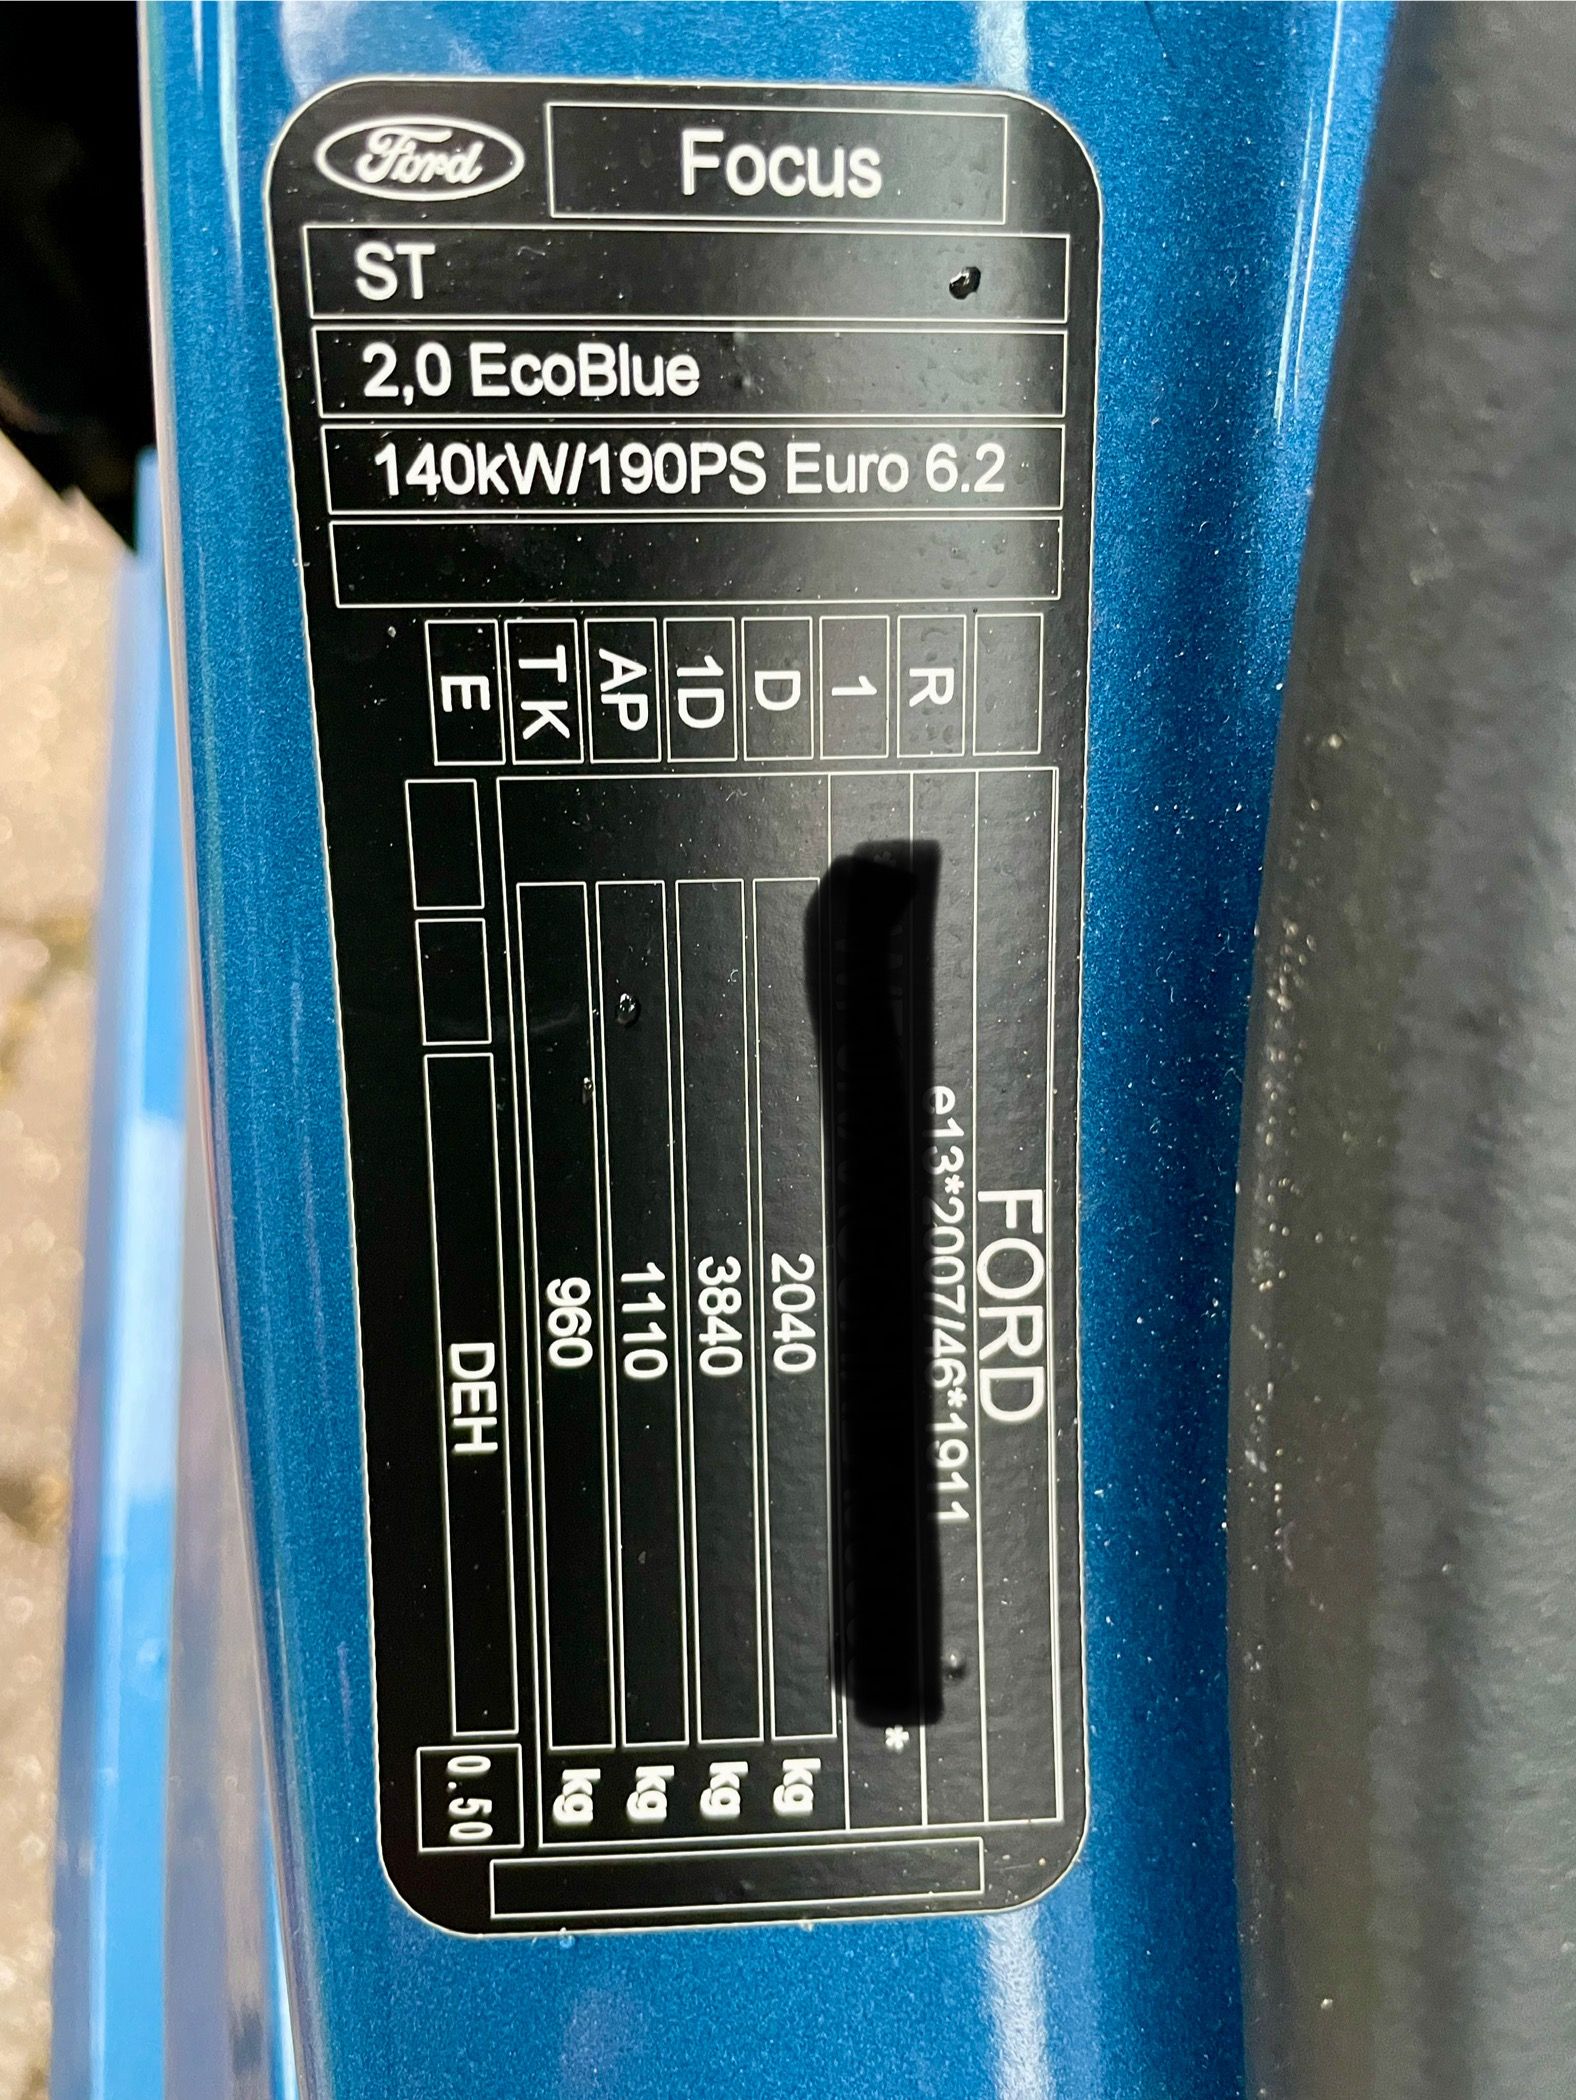 Ford
Focus
ST
2,0 EcoBlue
140kW/190PS Euro 6.2
R
1
D
1D
AP
TK
E
FORD
e13*2007/46*1911
*
2040 kg
3840 kg
1110 kg
960 kg
DEH
0.50